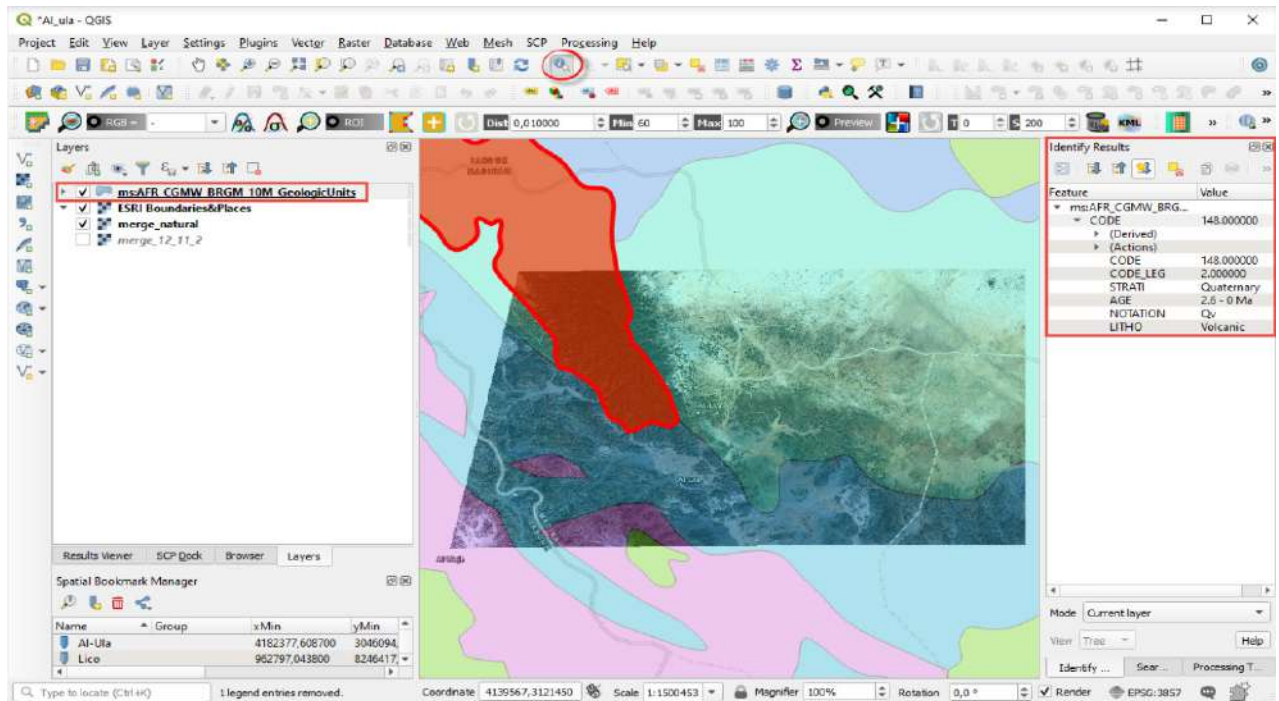 *Al_ula - QGIS
Project Edit View Layer Settings Plugins Vector Raster Database Web Mesh SCP Processing Help
RGB = - ROI Dist 0,010000 Min 60 Max 100 Preview T 0 S 200 KML »
Layers
ms:AFR_CGMW_BRGM_10M_GeologicUnits
ESRI Boundaries&Places
merge_natural
merge_12_11_2
Results Viewer SCP Dock Browser Layers
Spatial Bookmark Manager
Name Group xMin yMin
Al-Ula 4182377,608700 3046094,
Lico 962797,043800 8246417,
Identify Results
Feature Value
ms:AFR_CGMW_BRG...
CODE 148.000000
(Derived)
(Actions)
CODE 148.000000
CODE_LEG 2.000000
STRATI Quaternary
AGE 2.6 - 0 Ma
NOTATION Qv
LITHO Volcanic
Mode Current layer
View Tree Help
Identify ... Sear... Processing T...
Type to locate (Ctrl+K) 1 legend entries removed. Coordinate 4139567,3121450 Scale 1:1500453 Magnifier 100% Rotation 0,0 ° Render EPSG:3857